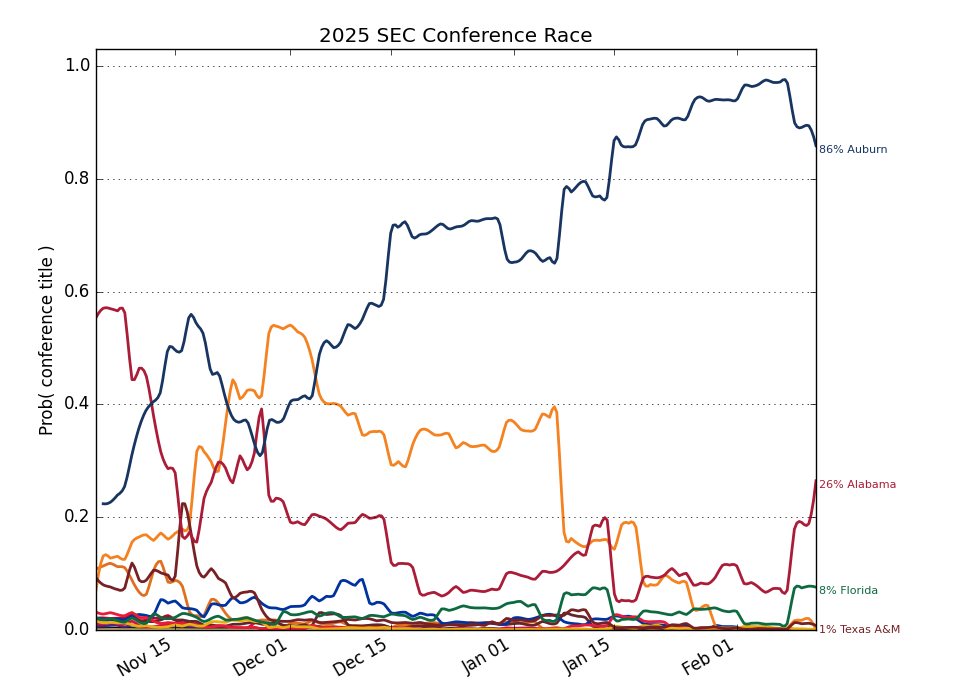 2025 SEC Conference Race
Prob( conference title )
1.0
0.8
0.6
0.4
0.2
0.0
86% Auburn
26% Alabama
8% Florida
1% Texas A&M
Nov 15
Dec 01
Dec 15
Jan 01
Jan 15
Feb 01